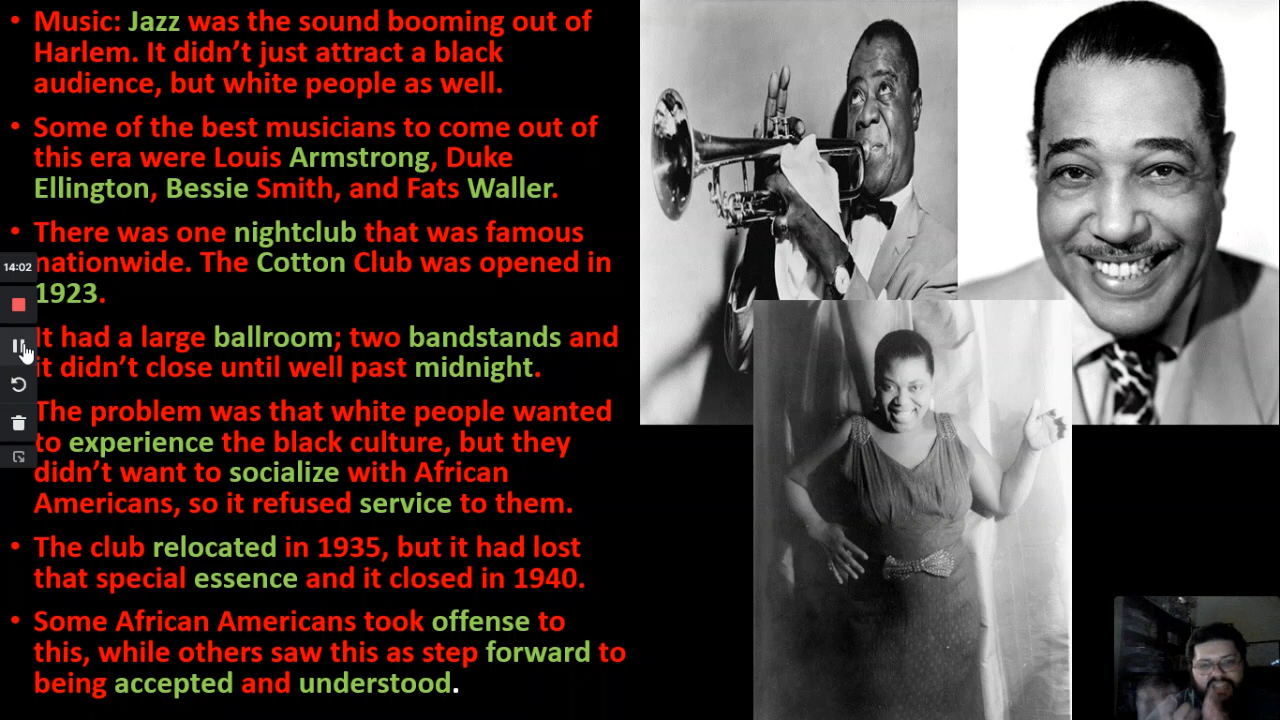 • Music: Jazz was the sound booming out of
Harlem. It didn’t just attract a black
audience, but white people as well.
• Some of the best musicians to come out of
this era were Louis Armstrong, Duke
Ellington, Bessie Smith, and Fats Waller.
• There was one nightclub that was famous
nationwide. The Cotton Club was opened in
1923.
It had a large ballroom; two bandstands and
it didn’t close until well past midnight.
The problem was that white people wanted
to experience the black culture, but they
didn’t want to socialize with African
Americans, so it refused service to them.
• The club relocated in 1935, but it had lost
that special essence and it closed in 1940.
• Some African Americans took offense to
this, while others saw this as step forward to
being accepted and understood.
14:02